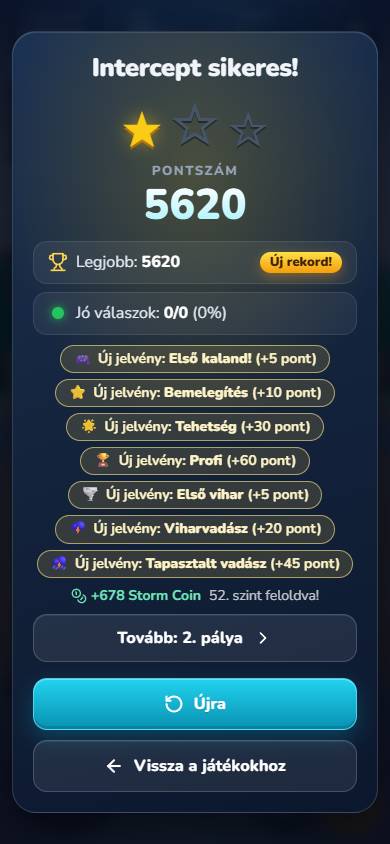 Intercept sikeres!
PONTSZÁM
5620
Legjobb: 5620 Új rekord!
Jó válaszok: 0/0 (0%)
Új jelvény: Első kaland! (+5 pont)
Új jelvény: Bemelegítés (+10 pont)
Új jelvény: Tehetség (+30 pont)
Új jelvény: Profi (+60 pont)
Új jelvény: Első vihar (+5 pont)
Új jelvény: Viharvadász (+20 pont)
Új jelvény: Tapasztalt vadász (+45 pont)
+678 Storm Coin 52. szint feloldva!
Tovább: 2. pálya
Újra
Vissza a játékokhoz